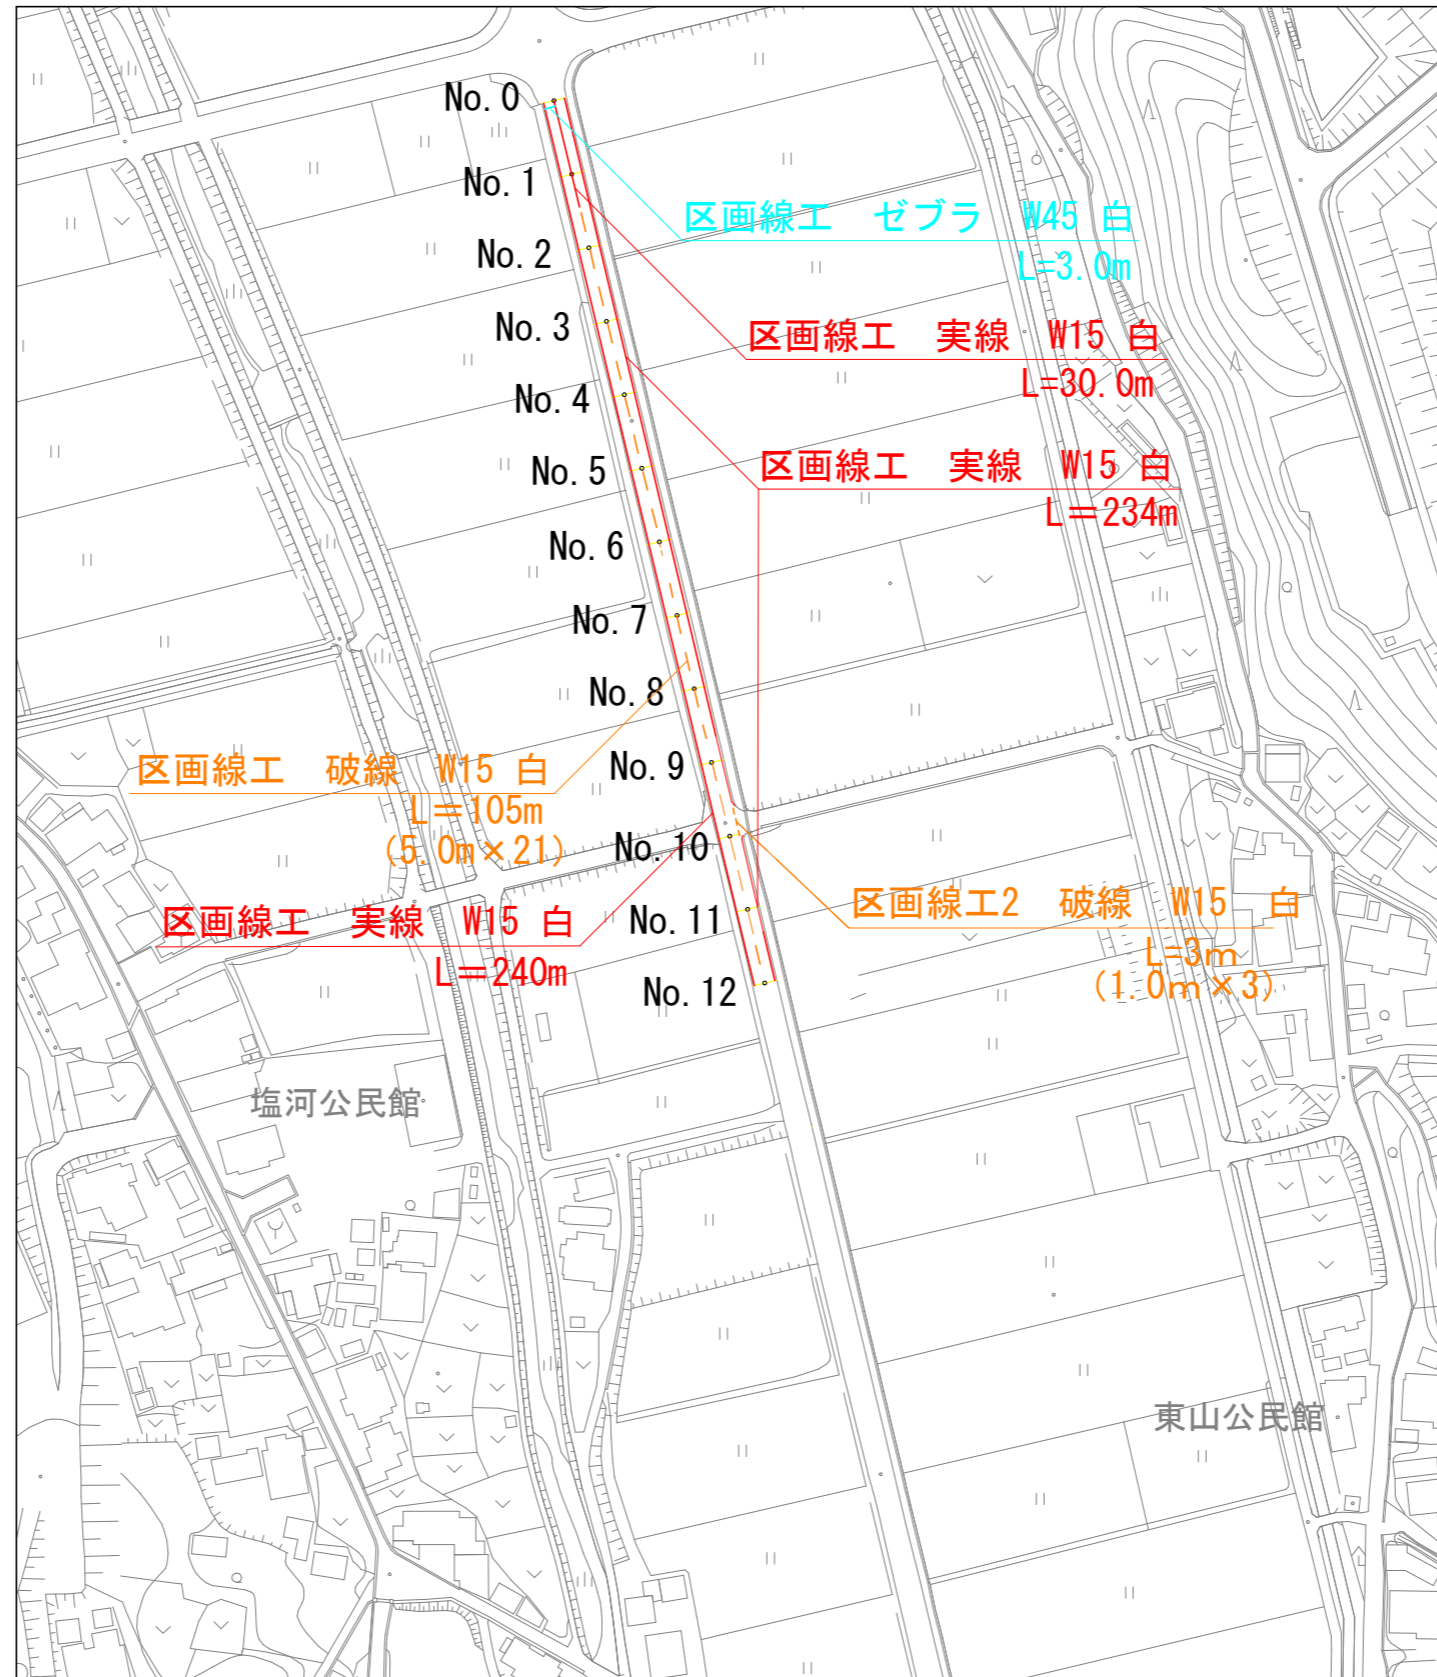 No. 0
No. 1
区画線工　ゼブラ　W45 白
L=3.0m
No. 2
No. 3
区画線工　実線　W15 白
L=30.0m
No. 4
No. 5
区画線工　実線　W15 白
L＝234m
No. 6
No. 7
No. 8
No. 9
区画線工　破線　W15 白
L＝105m
(5.0m×21)
No. 10
区画線工　実線　W15 白
L＝240m
No. 11
区画線工2　破線　W15　白
L=3ｍ
(1.0ｍ×3)
No. 12
塩河公民館
東山公民館